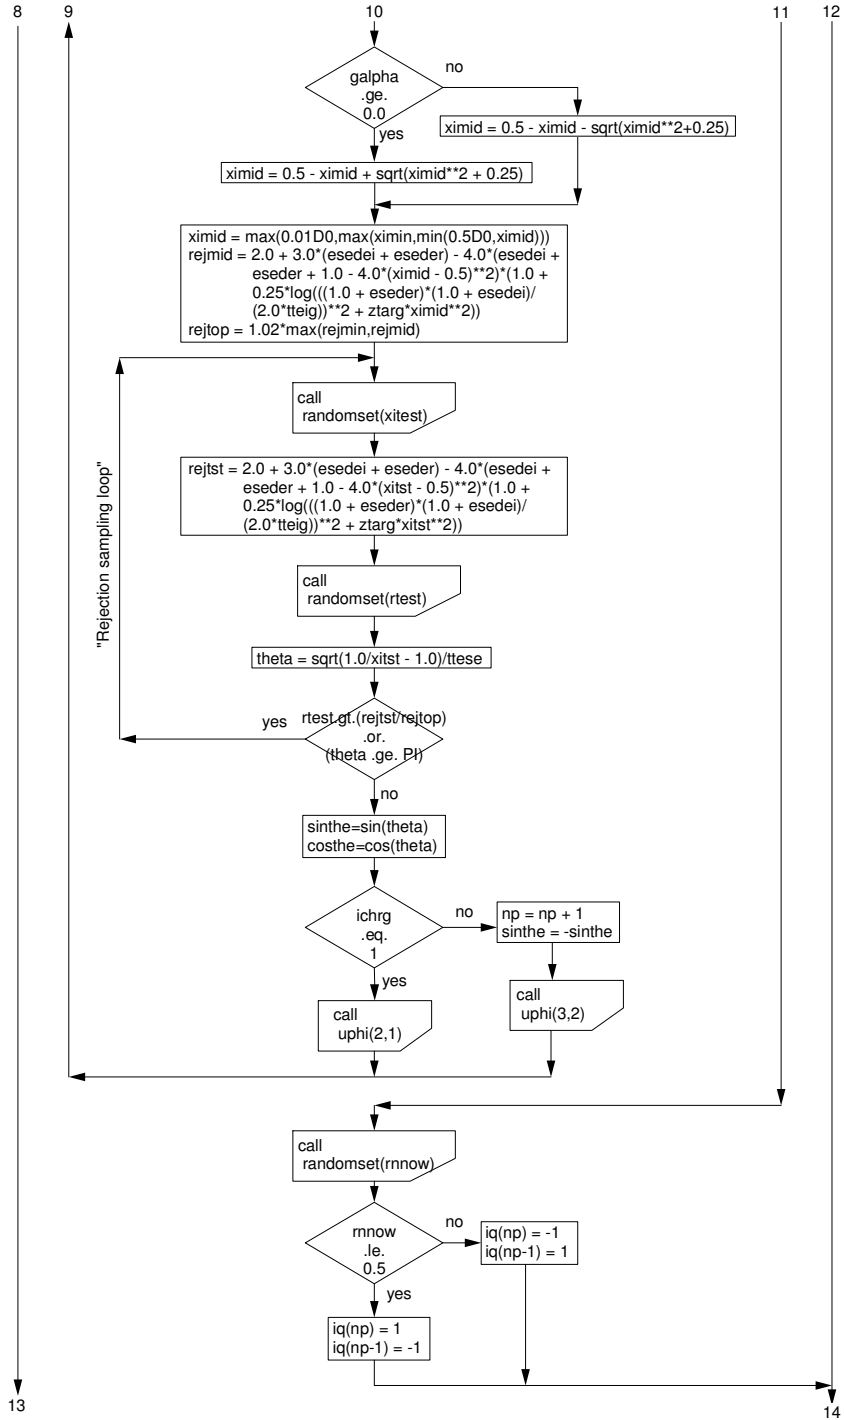 8
9
10
11
12
galpha
.ge.
0.0
no
yes
ximid = 0.5 - ximid - sqrt(ximid**2+0.25)
ximid = 0.5 - ximid + sqrt(ximid**2 + 0.25)
ximid = max(0.01D0,max(ximin,min(0.5D0,ximid)))
rejmid = 2.0 + 3.0*(esedei + eseder) - 4.0*(esedei +
eseder + 1.0 - 4.0*(ximid - 0.5)**2)*(1.0 +
0.25*log(((1.0 + eseder)*(1.0 + esedei)/
(2.0*tteig))**2 + ztarg*ximid**2))
rejtop = 1.02*max(rejmin,rejmid)
call
randomset(xitest)
"Rejection sampling loop"
rejtst = 2.0 + 3.0*(esedei + eseder) - 4.0*(esedei +
eseder + 1.0 - 4.0*(xitst - 0.5)**2)*(1.0 +
0.25*log(((1.0 + eseder)*(1.0 + esedei)/
(2.0*tteig))**2 + ztarg*xitst**2))
call
randomset(rtest)
theta = sqrt(1.0/xitst - 1.0)/ttese
yes
rtest.gt.(rejtst/rejtop)
.or.
(theta .ge. PI)
no
sinthe=sin(theta)
costhe=cos(theta)
ichrg
.eq.
1
no
np = np + 1
sinthe = -sinthe
yes
call
uphi(2,1)
call
uphi(3,2)
call
randomset(rnnow)
rnnow
.le.
0.5
no
iq(np) = -1
iq(np-1) = 1
yes
iq(np) = 1
iq(np-1) = -1
13
14